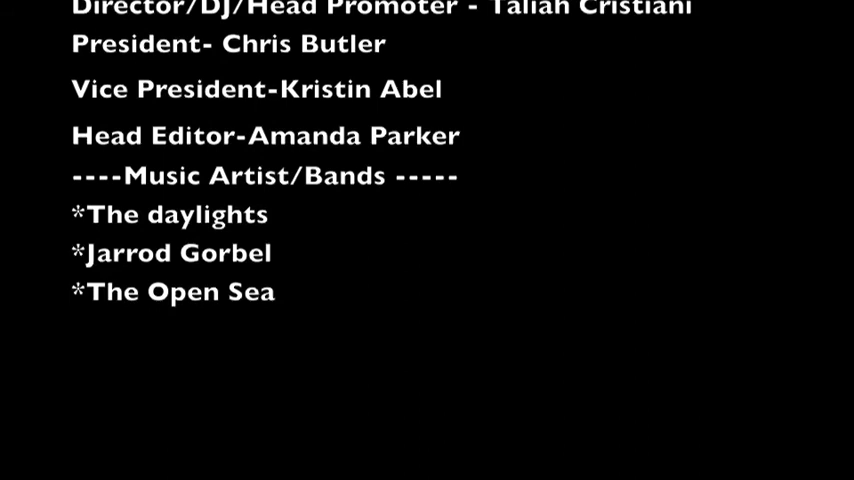 Director/DJ/Head Promoter - Taliah Cristiani
President- Chris Butler
Vice President-Kristin Abel
Head Editor-Amanda Parker
----Music Artist/Bands -----
*The daylights
*Jarrod Gorbel
*The Open Sea